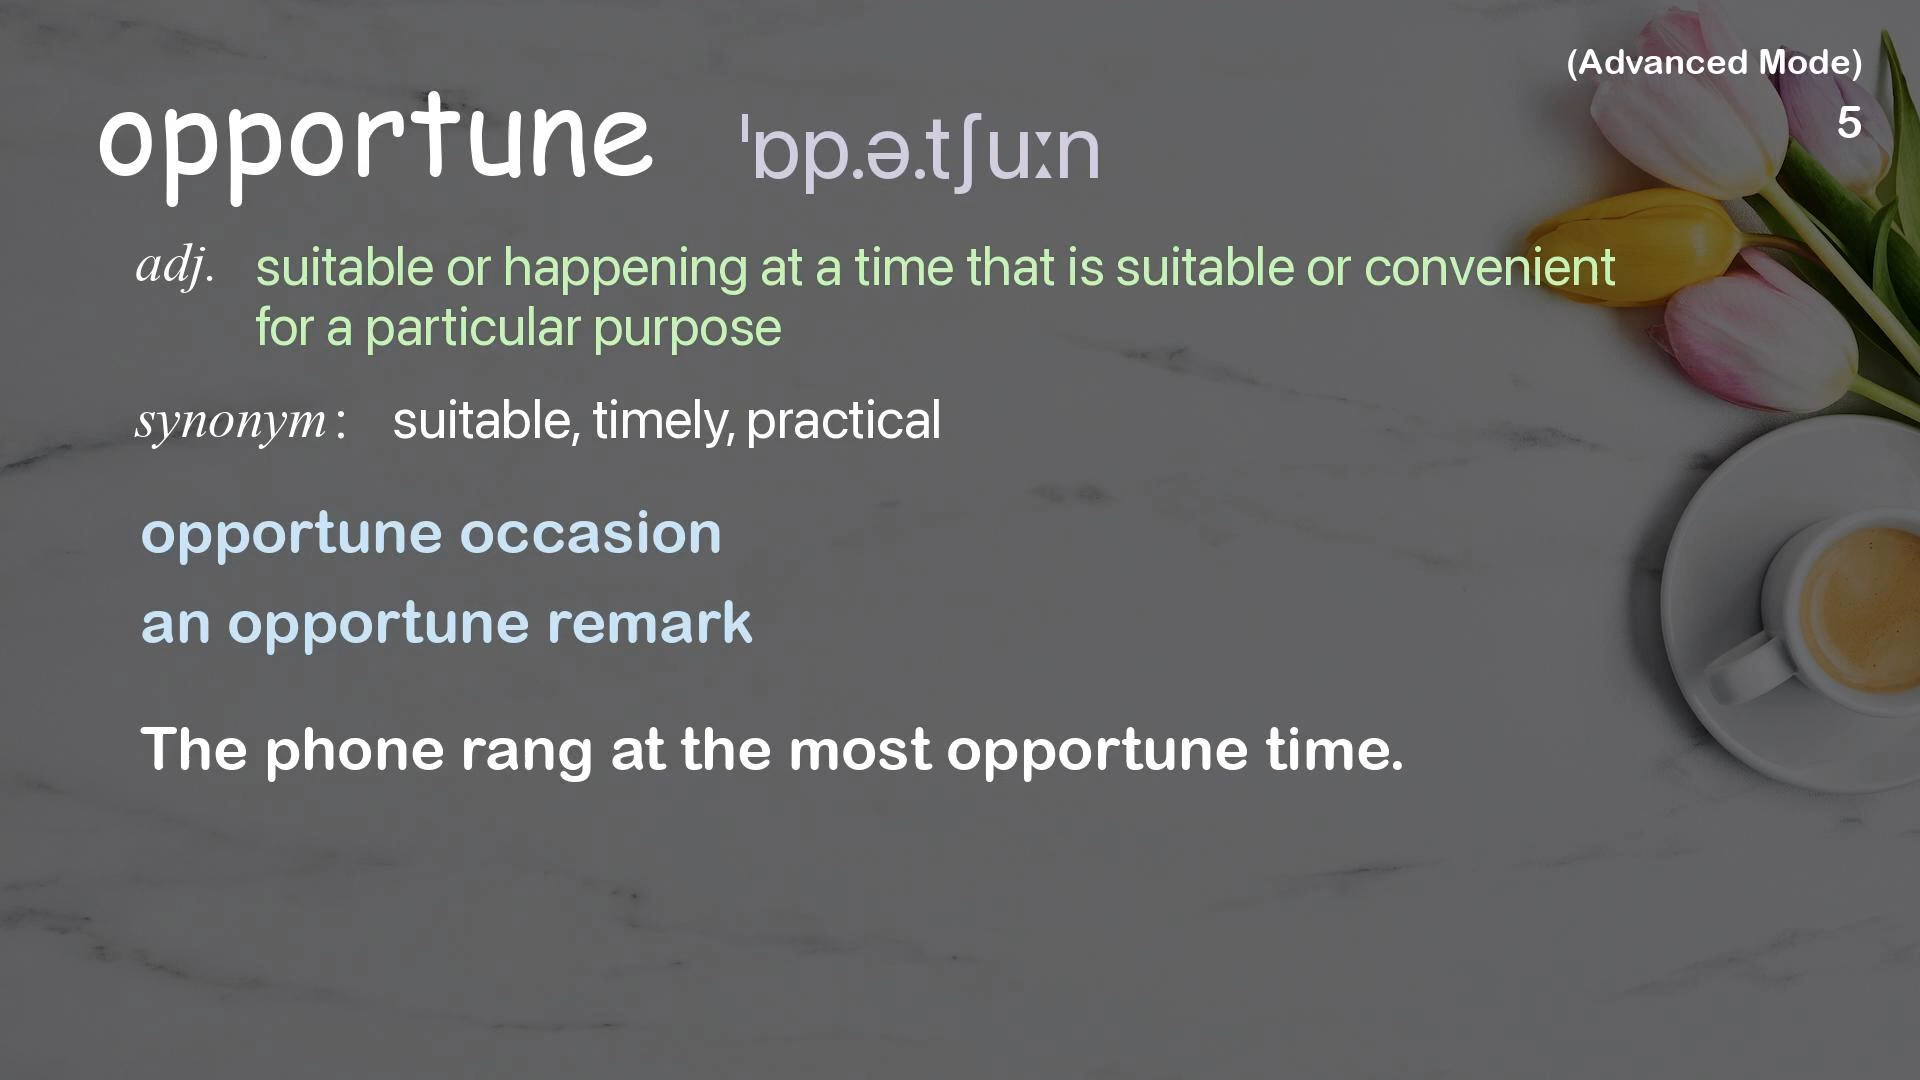 (Advanced Mode)
5
opportune ˈɒp.ə.tʃuːn
adj. suitable or happening at a time that is suitable or convenient
for a particular purpose
synonym: suitable, timely, practical
opportune occasion
an opportune remark
The phone rang at the most opportune time.